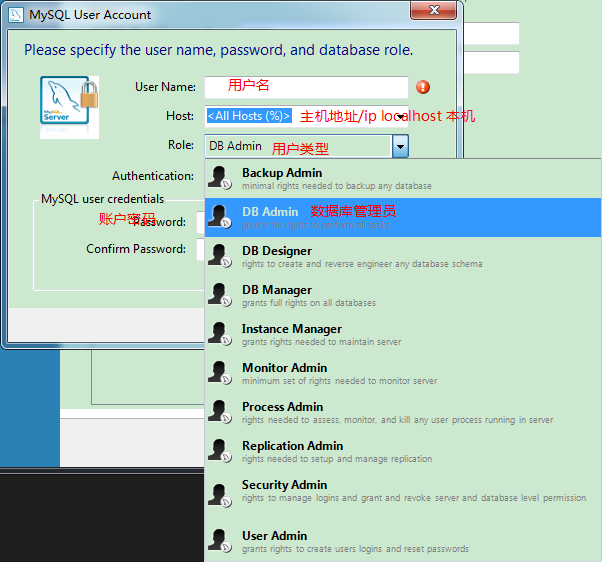 MySQL User Account
Please specify the user name, password, and database role.
MySQL
Server
User Name: 用户名
Host: <All Hosts (%)> 主机地址/ip localhost 本机
Role: DB Admin 用户类型
Authentication:
MySQL user credentials
账户密码
Password:
Confirm Password:
Backup Admin
minimal rights needed to backup any database
DB Admin 数据库管理员
grants the rights to perform all tasks
DB Designer
rights to create and reverse engineer any database schema
DB Manager
grants full rights on all databases
Instance Manager
grants rights needed to maintain server
Monitor Admin
minimum set of rights needed to monitor server
Process Admin
rights needed to assess, monitor, and kill any user process running in server
Replication Admin
rights needed to setup and manage replication
Security Admin
rights to manage logins and grant and revoke server and database level permission
User Admin
grants rights to create users logins and reset passwords